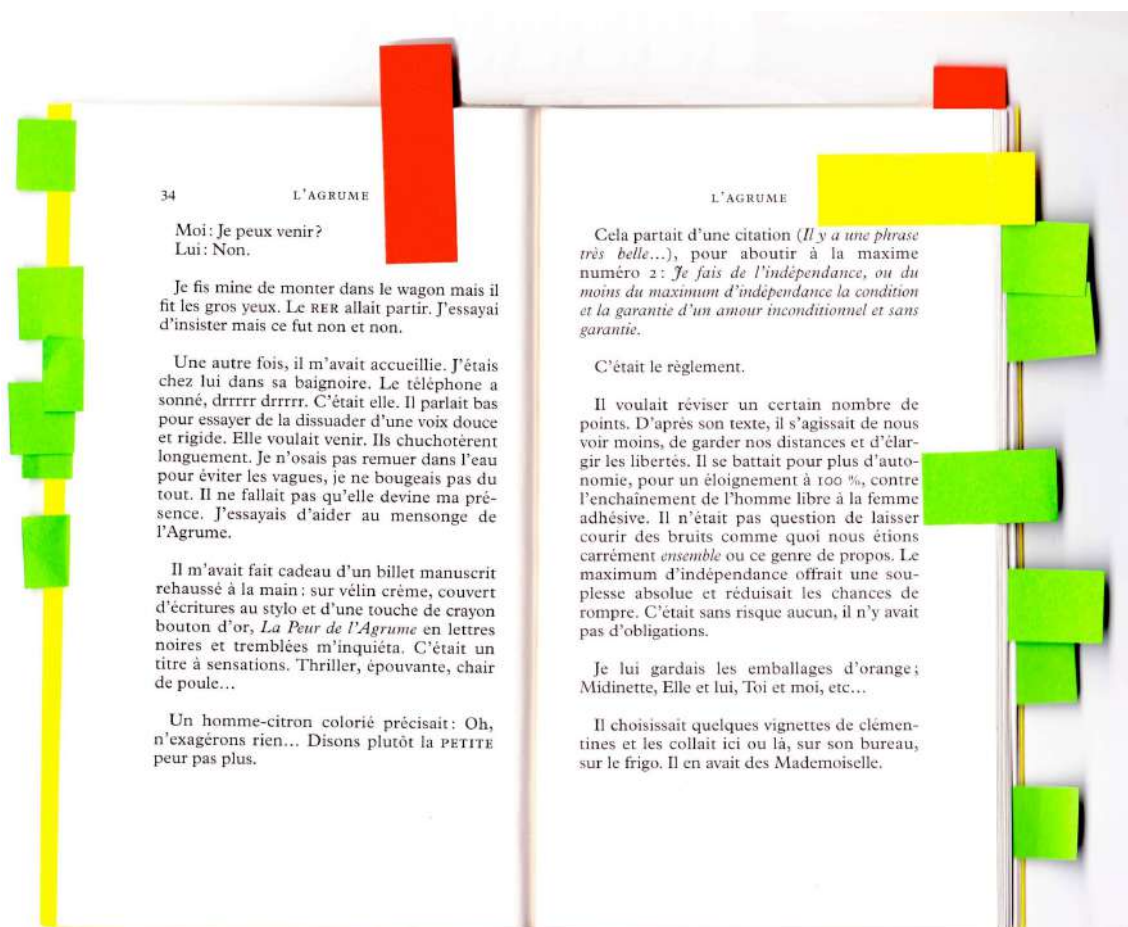 34
L'AGRUME
Moi : Je peux venir?
Lui : Non.
Je fis mine de monter dans le wagon mais il
fit les gros yeux. Le RER allait partir. J'essayai
d'insister mais ce fut non et non.
Une autre fois, il m'avait accueillie. J'étais
chez lui dans sa baignoire. Le téléphone a
sonné, drrrrr drrrrr. C'était elle. Il parlait bas
pour essayer de la dissuader d'une voix douce
et rigide. Elle voulait venir. Ils chuchotèrent
longuement. Je n'osais pas remuer dans l'eau
pour éviter les vagues, je ne bougeais pas du
tout. Il ne fallait pas qu'elle devine ma pré-
sence. J'essayais d'aider au mensonge de
l'Agrume.
Il m'avait fait cadeau d'un billet manuscrit
rehaussé à la main : sur vélin crème, couvert
d'écritures au stylo et d'une touche de crayon
bouton d'or, La Peur de l'Agrume en lettres
noires et tremblées m'inquiéta. C'était un
titre à sensations. Thriller, épouvante, chair
de poule...
Un homme-citron colorié précisait : Oh,
n'exagérons rien... Disons plutôt la PETITE
peur pas plus.
L'AGRUME
Cela partait d'une citation (Il y a une phrase
très belle...), pour aboutir à la maxime
numéro 2 : Je fais de l'indépendance, ou du
moins du maximum d'indépendance la condition
et la garantie d'un amour inconditionnel et sans
garantie.
C'était le règlement.
Il voulait réviser un certain nombre de
points. D'après son texte, il s'agissait de nous
voir moins, de garder nos distances et d'élar-
gir les libertés. Il se battait pour plus d'auto-
nomie, pour un éloignement à 100 %, contre
l'enchaînement de l'homme libre à la femme
adhésive. Il n'était pas question de laisser
courir des bruits comme quoi nous étions
carrément ensemble ou ce genre de propos. Le
maximum d'indépendance offrait une sou-
plesse absolue et réduisait les chances de
rompre. C'était sans risque aucun, il n'y avait
pas d'obligations.
Je lui gardais les emballages d'orange ;
Midinette, Elle et lui, Toi et moi, etc...
Il choisissait quelques vignettes de clémen-
tines et les collait ici ou là, sur son bureau,
sur le frigo. Il en avait des Mademoiselle.